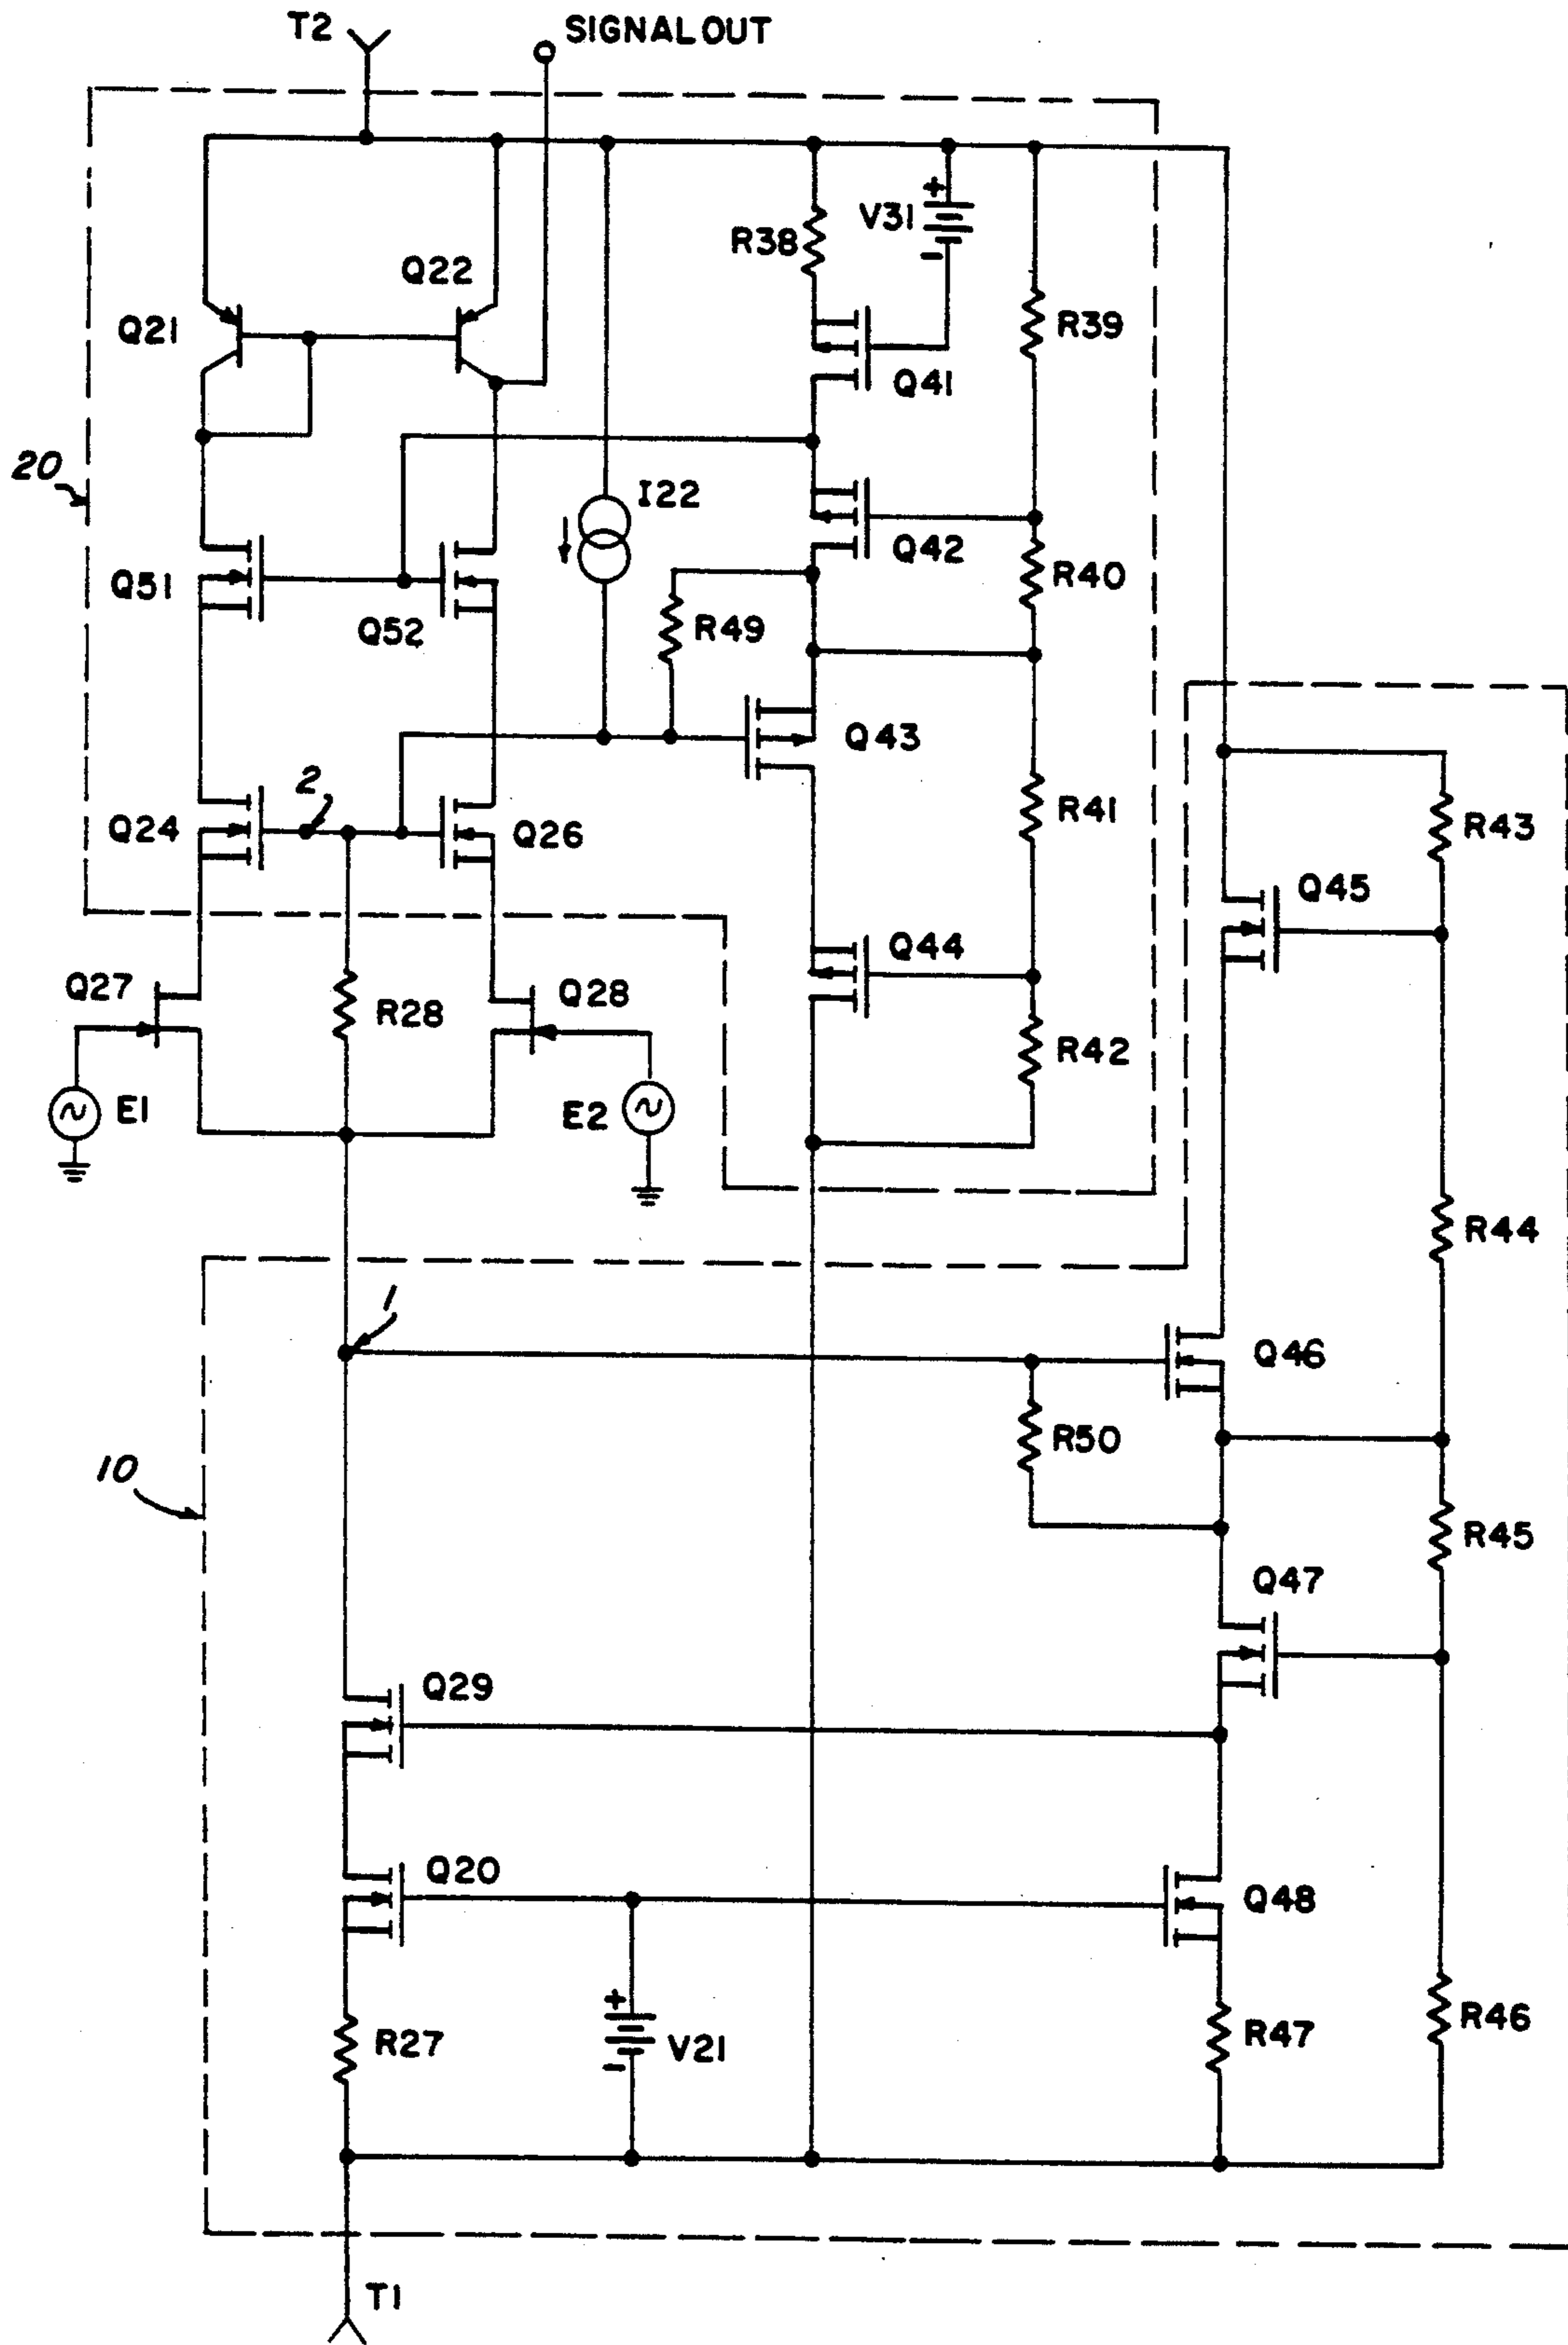 T2
SIGNAL OUT
V31
+
-
R38
Q22
Q21
R39
Q41
20
I22
Q51
Q42
R40
Q52
R49
Q43
2
Q24
Q26
R41
R43
Q45
Q44
Q27
Q28
R28
R42
E1
E2
R44
1
Q46
R50
10
R45
Q47
Q29
Q20
Q48
+
R27
V21
-
R47
R46
T1